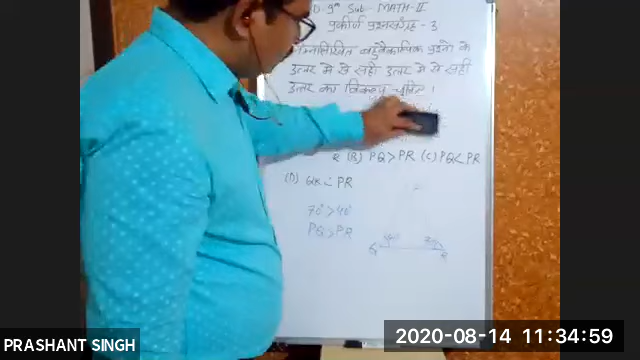 D. 9th Sub - MATH-II
प्रकीर्ण प्रश्नसंग्रह - 3
निम्नलिखित बहुवैकल्पिक प्रश्नों के
उत्तर में से सही उत्तर में से सही
उत्तर का विकल्प चुनिए।
(B) PQ > PR (C) PQ < PR
(D) QR = PR
70° > 40°
PQ > PR
Q
R
PRASHANT SINGH
2020-08-14 11:34:59